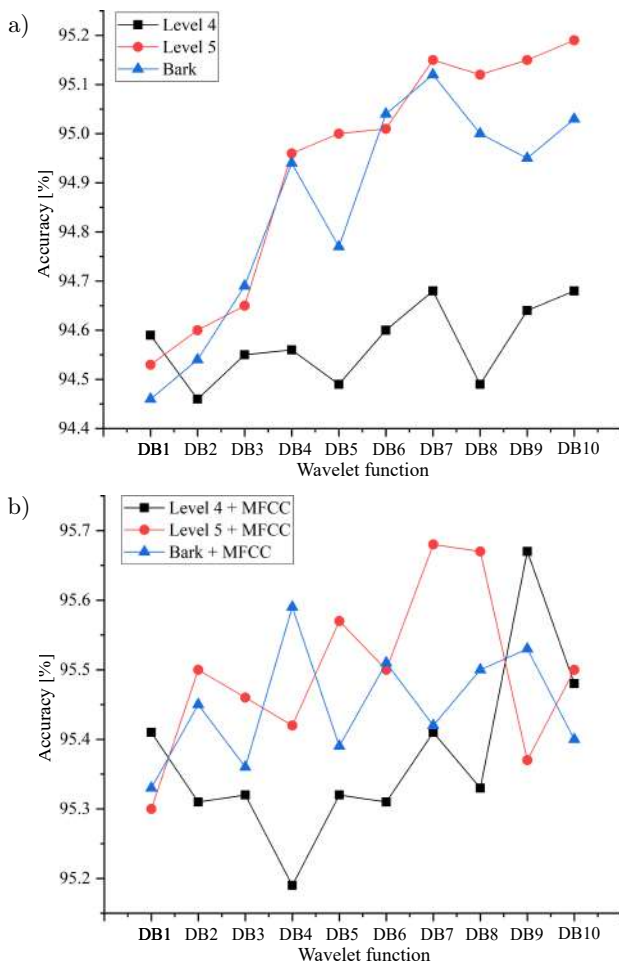 a)
Level 4
Level 5
Bark
95.2
95.1
95.0
94.9
94.8
94.7
94.6
94.5
94.4
Accuracy [%]
DB1 DB2 DB3 DB4 DB5 DB6 DB7 DB8 DB9 DB10
Wavelet function
b)
Level 4 + MFCC
Level 5 + MFCC
Bark + MFCC
95.7
95.6
95.5
95.4
95.3
95.2
Accuracy [%]
DB1 DB2 DB3 DB4 DB5 DB6 DB7 DB8 DB9 DB10
Wavelet function